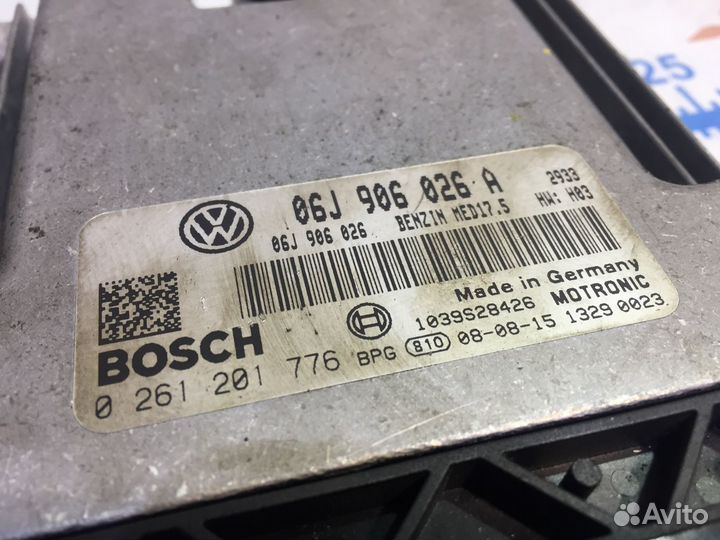 25
06J 906 026 A
2933
06J 906 026 BENZIN MED17.5 HW: H03
Made in Germany
1039S28426 MOTRONIC
BOSCH
0 261 201 776 BPG 810 08-08-15 1329 0023
Avito